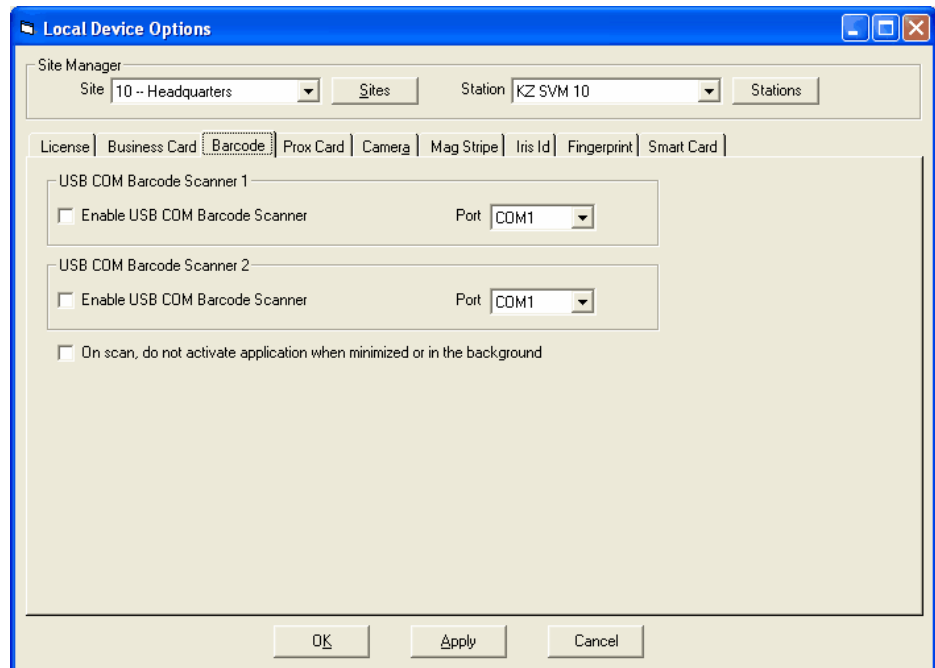 Local Device Options
Site Manager
Site 10 -- Headquarters Sites Station KZ SVM 10 Stations
License Business Card Barcode Prox Card Camera Mag Stripe Iris Id Fingerprint Smart Card
USB COM Barcode Scanner 1
Enable USB COM Barcode Scanner Port COM1
USB COM Barcode Scanner 2
Enable USB COM Barcode Scanner Port COM1
On scan, do not activate application when minimized or in the background
OK Apply Cancel